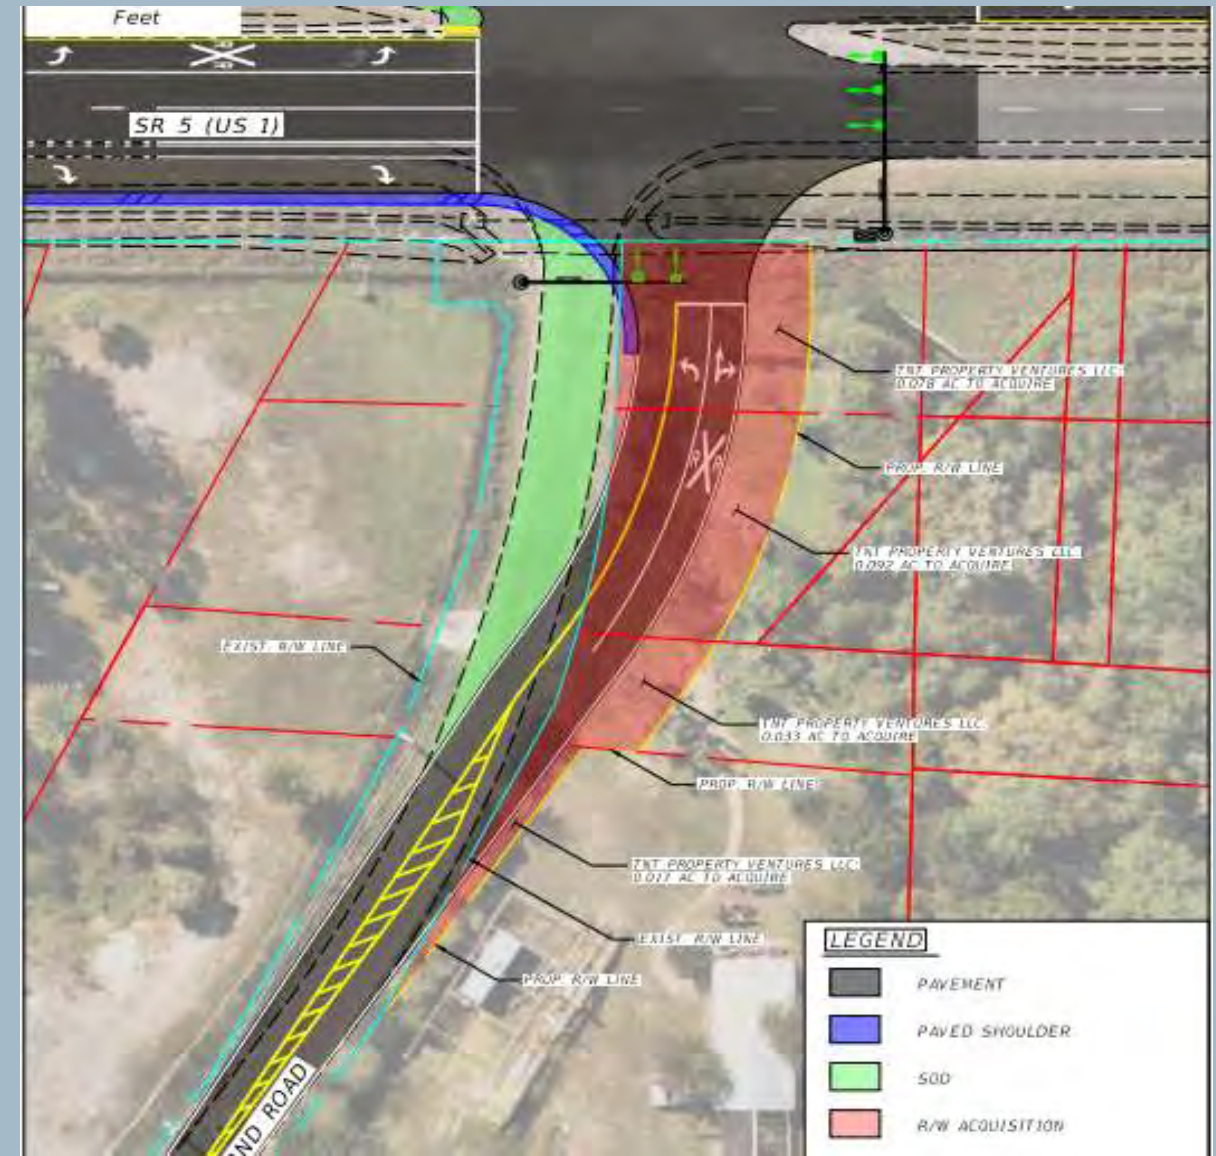 Feet
SR 5 (US 1)
TNT PROPERTY VENTURES LLC
0.078 AC TO ACQUIRE
PROP. R/W LINE
TNT PROPERTY VENTURES LLC
0.092 AC TO ACQUIRE
EXIST. R/W LINE
TNT PROPERTY VENTURES LLC
0.033 AC TO ACQUIRE
PROP. R/W LINE
TNT PROPERTY VENTURES LLC
0.017 AC TO ACQUIRE
EXIST. R/W LINE
PROP. R/W LINE
ROAD
LEGEND
PAVEMENT
PAVED SHOULDER
SOD
R/W ACQUISITION